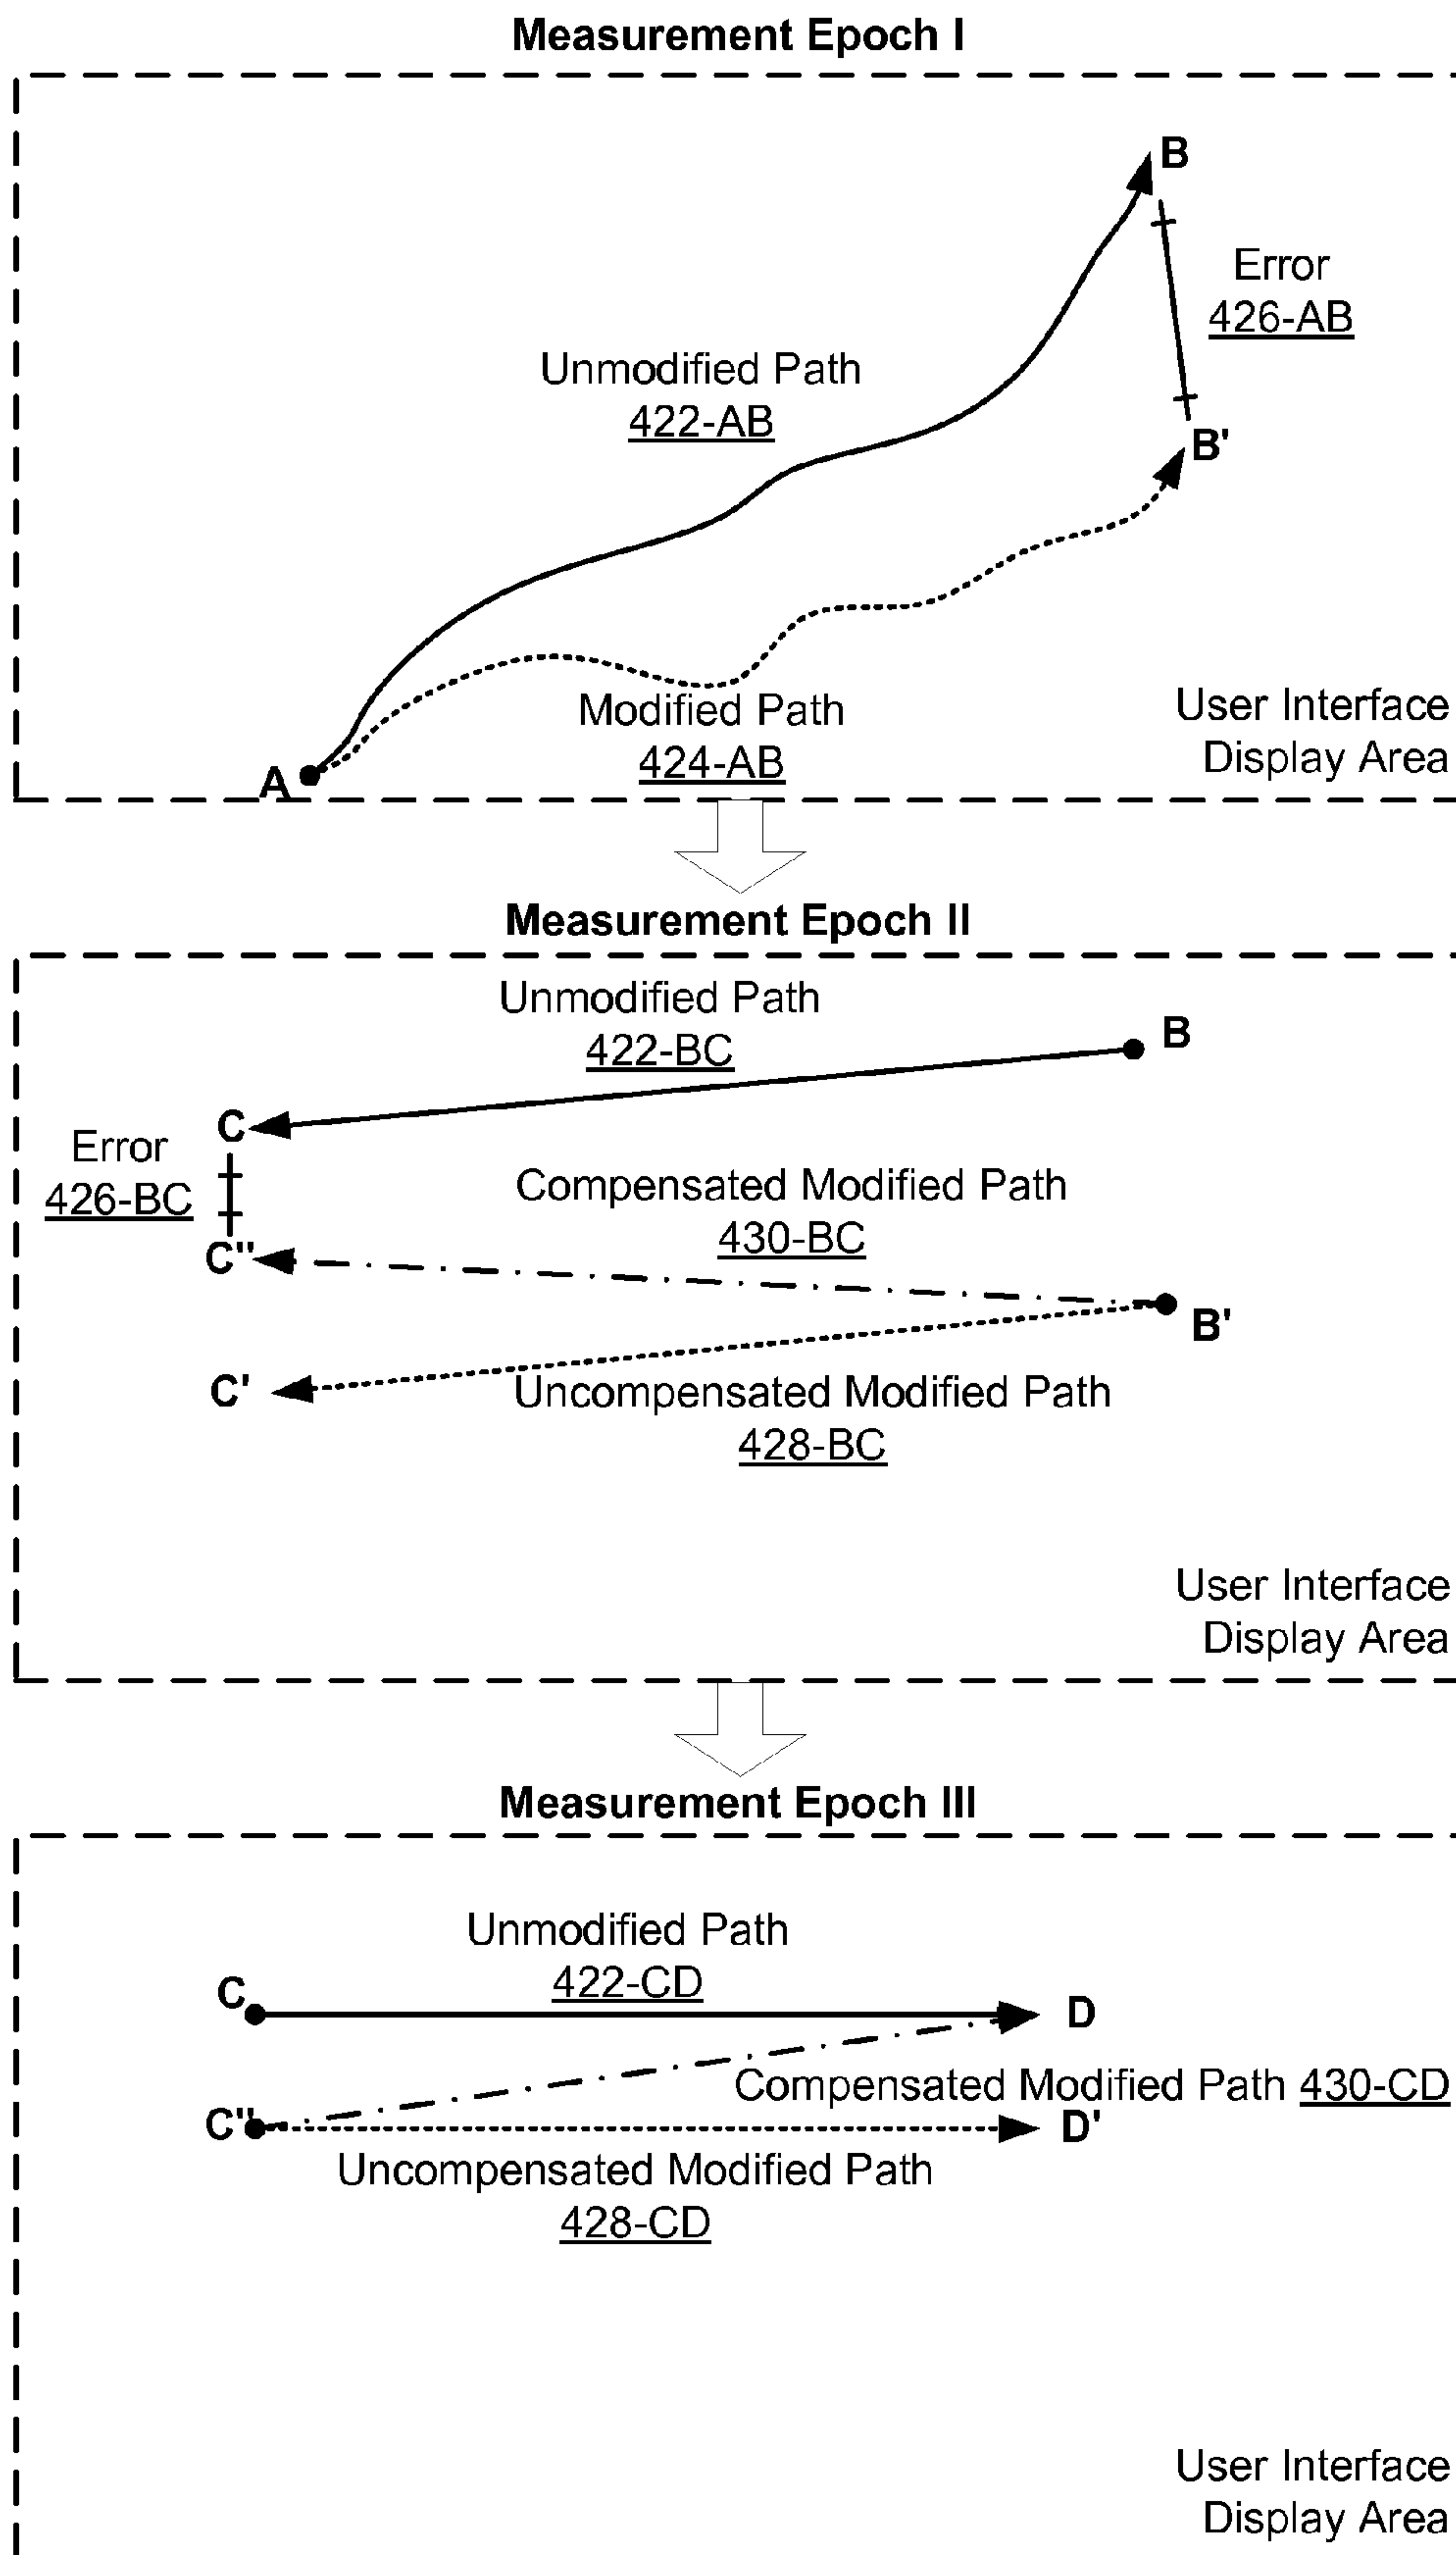 Measurement Epoch I
B
Error
426-AB
Unmodified Path
422-AB
B'
Modified Path
424-AB
User Interface
Display Area
A
Measurement Epoch II
Unmodified Path
422-BC
B
C
Error
426-BC
Compensated Modified Path
430-BC
C"
B'
C'
Uncompensated Modified Path
428-BC
User Interface
Display Area
Measurement Epoch III
Unmodified Path
422-CD
C
D
Compensated Modified Path 430-CD
C"
D'
Uncompensated Modified Path
428-CD
User Interface
Display Area